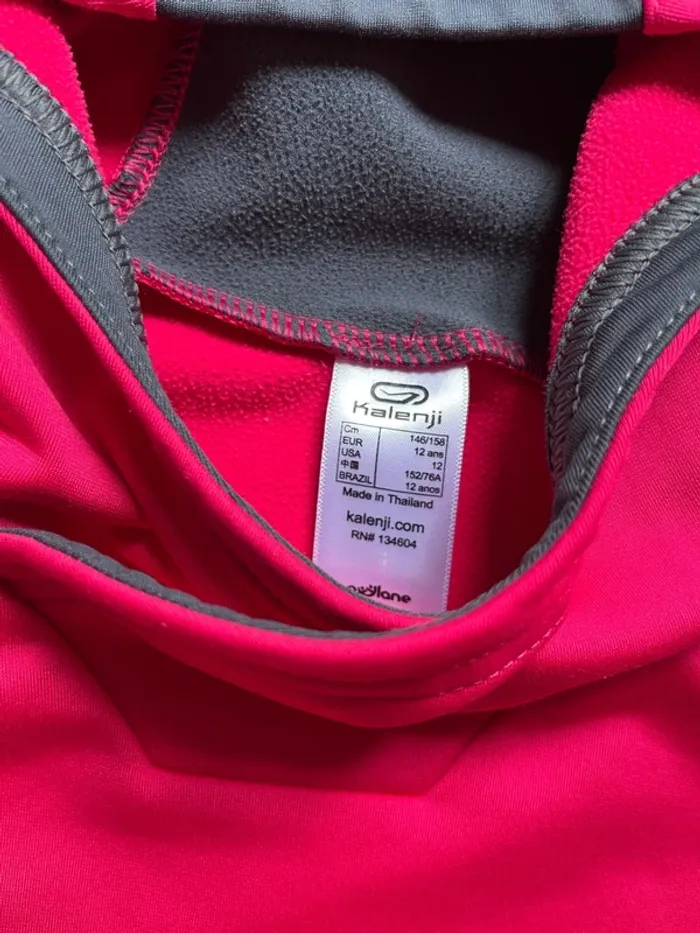 Kalenji
Cm 146/158
EUR 12 ans
USA 12
中国 152/76A
BRAZIL 12 anos
Made in Thailand
kalenji.com
RN# 134604